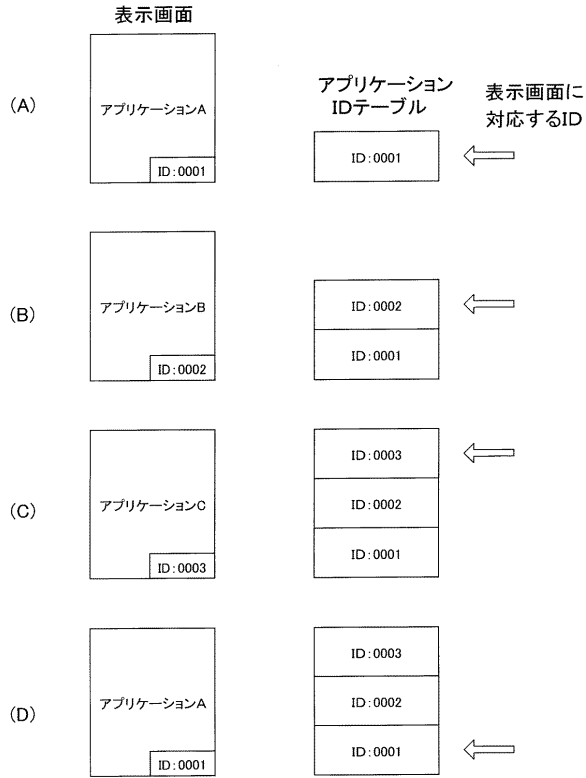 表示画面
アプリケーション
IDテーブル
表示画面に
対応するID
(A)
アプリケーションA
ID:0001
ID:0001
(B)
アプリケーションB
ID:0002
ID:0002
ID:0001
(C)
アプリケーションC
ID:0003
ID:0003
ID:0002
ID:0001
(D)
アプリケーションA
ID:0001
ID:0003
ID:0002
ID:0001